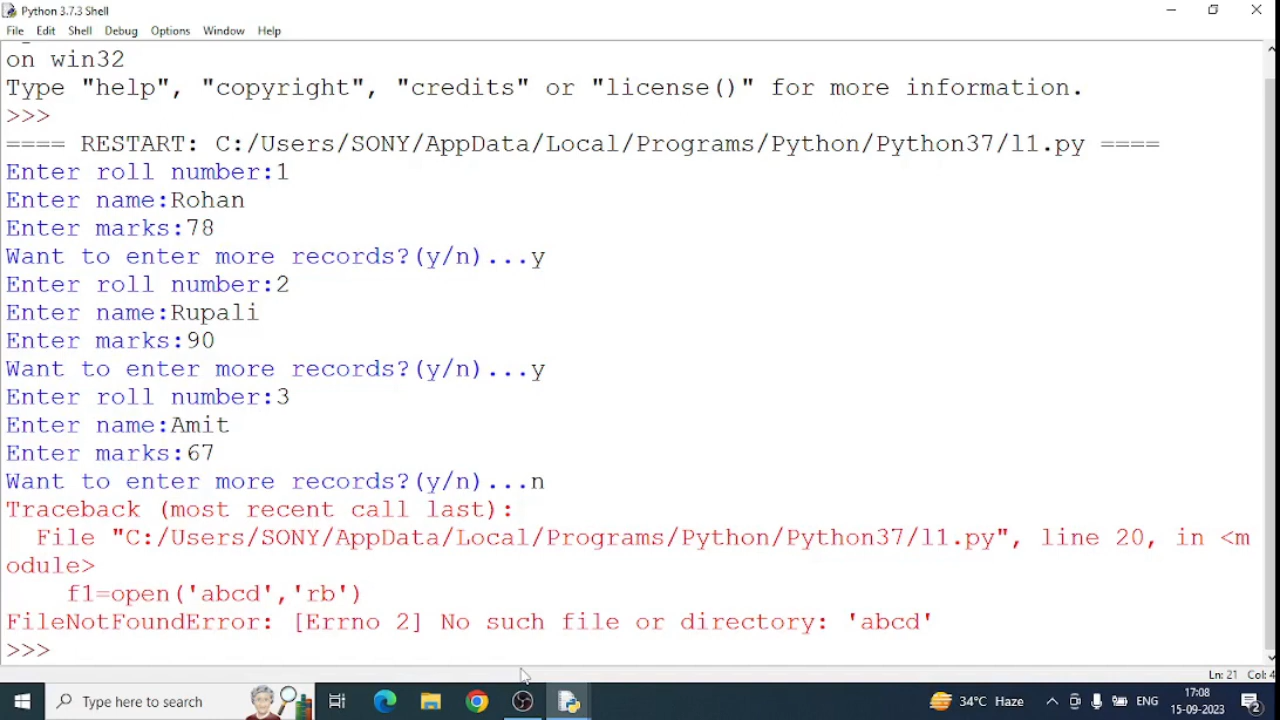 Python 3.7.3 Shell
File Edit Shell Debug Options Window Help
on win32
Type "help", "copyright", "credits" or "license()" for more information.
>>>
==== RESTART: C:/Users/SONY/AppData/Local/Programs/Python/Python37/l1.py ====
Enter roll number:1
Enter name:Rohan
Enter marks:78
Want to enter more records?(y/n)...y
Enter roll number:2
Enter name:Rupali
Enter marks:90
Want to enter more records?(y/n)...y
Enter roll number:3
Enter name:Amit
Enter marks:67
Want to enter more records?(y/n)...n
Traceback (most recent call last):
  File "C:/Users/SONY/AppData/Local/Programs/Python/Python37/l1.py", line 20, in <m
odule>
    f1=open('abcd','rb')
FileNotFoundError: [Errno 2] No such file or directory: 'abcd'
>>>
Ln: 21 Col: 4
Type here to search
34°C Haze
ENG
17:08
15-09-2023
2